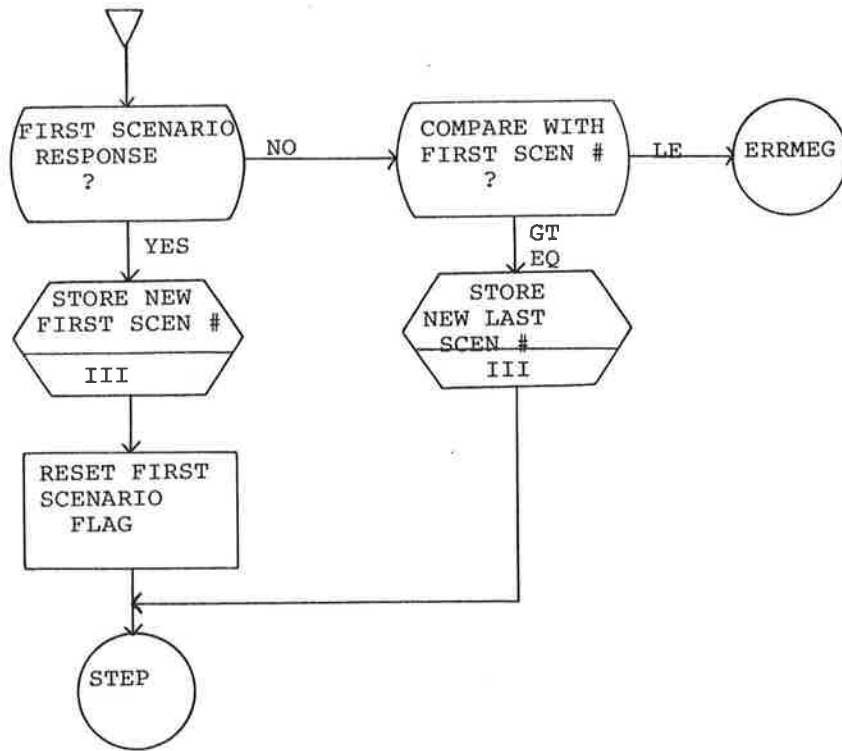 FIRST SCENARIO
RESPONSE
?
NO
COMPARE WITH
FIRST SCEN #
?
LE
ERRMEG
YES
GT
EQ
STORE NEW
FIRST SCEN #
III
STORE
NEW LAST
SCEN #
III
RESET FIRST
SCENARIO
FLAG
STEP